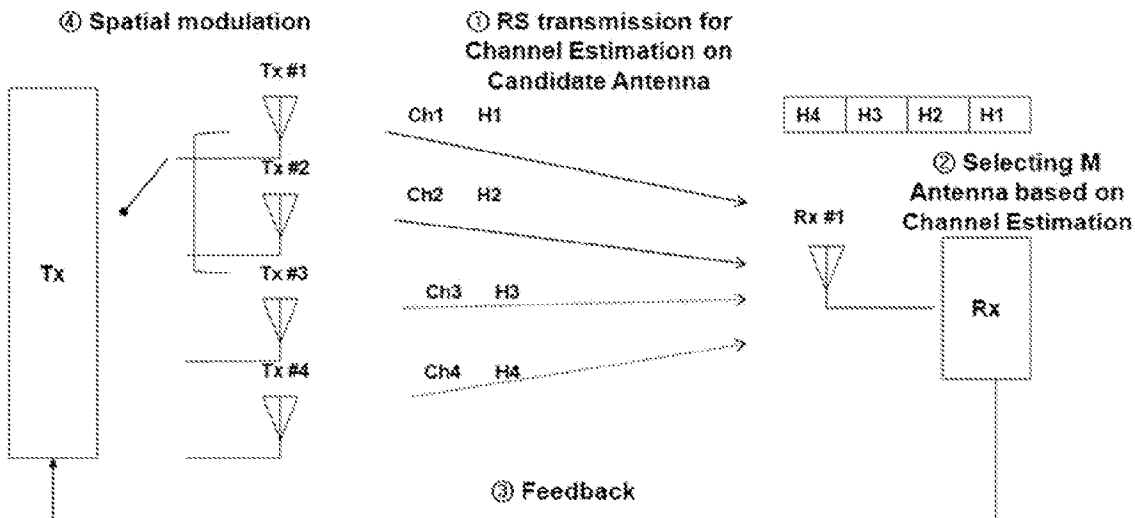 ④ Spatial modulation
① RS transmission for
Channel Estimation on
Candidate Antenna
Tx #1
Ch1 H1
H4 H3 H2 H1
② Selecting M
Antenna based on
Channel Estimation
Tx #2
Ch2 H2
Rx #1
Tx
Tx #3
Ch3 H3
Rx
Tx #4
Ch4 H4
③ Feedback